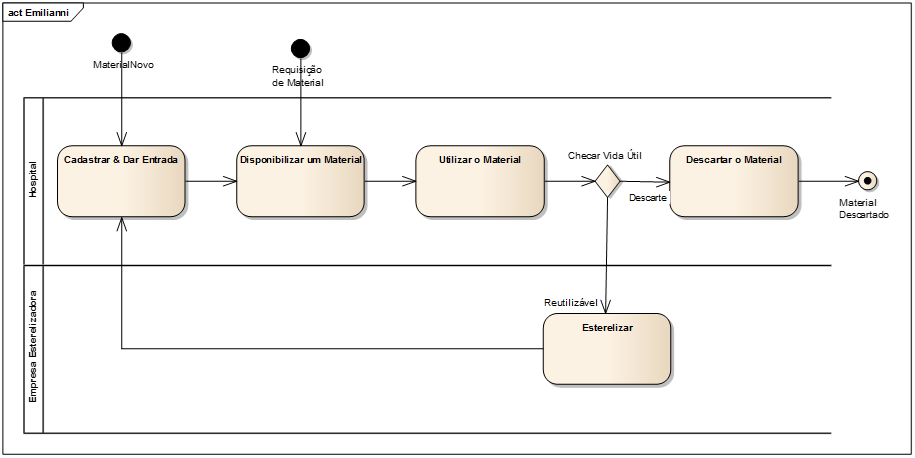 act Emilianni
MaterialNovo
Requisição
de Material
Hospital
Cadastrar & Dar Entrada
Disponibilizar um Material
Utilizar o Material
Checar Vida Útil
Descarte
Descartar o Material
Material
Descartado
Empresa Esterelizadora
Reutilizável
Esterelizar